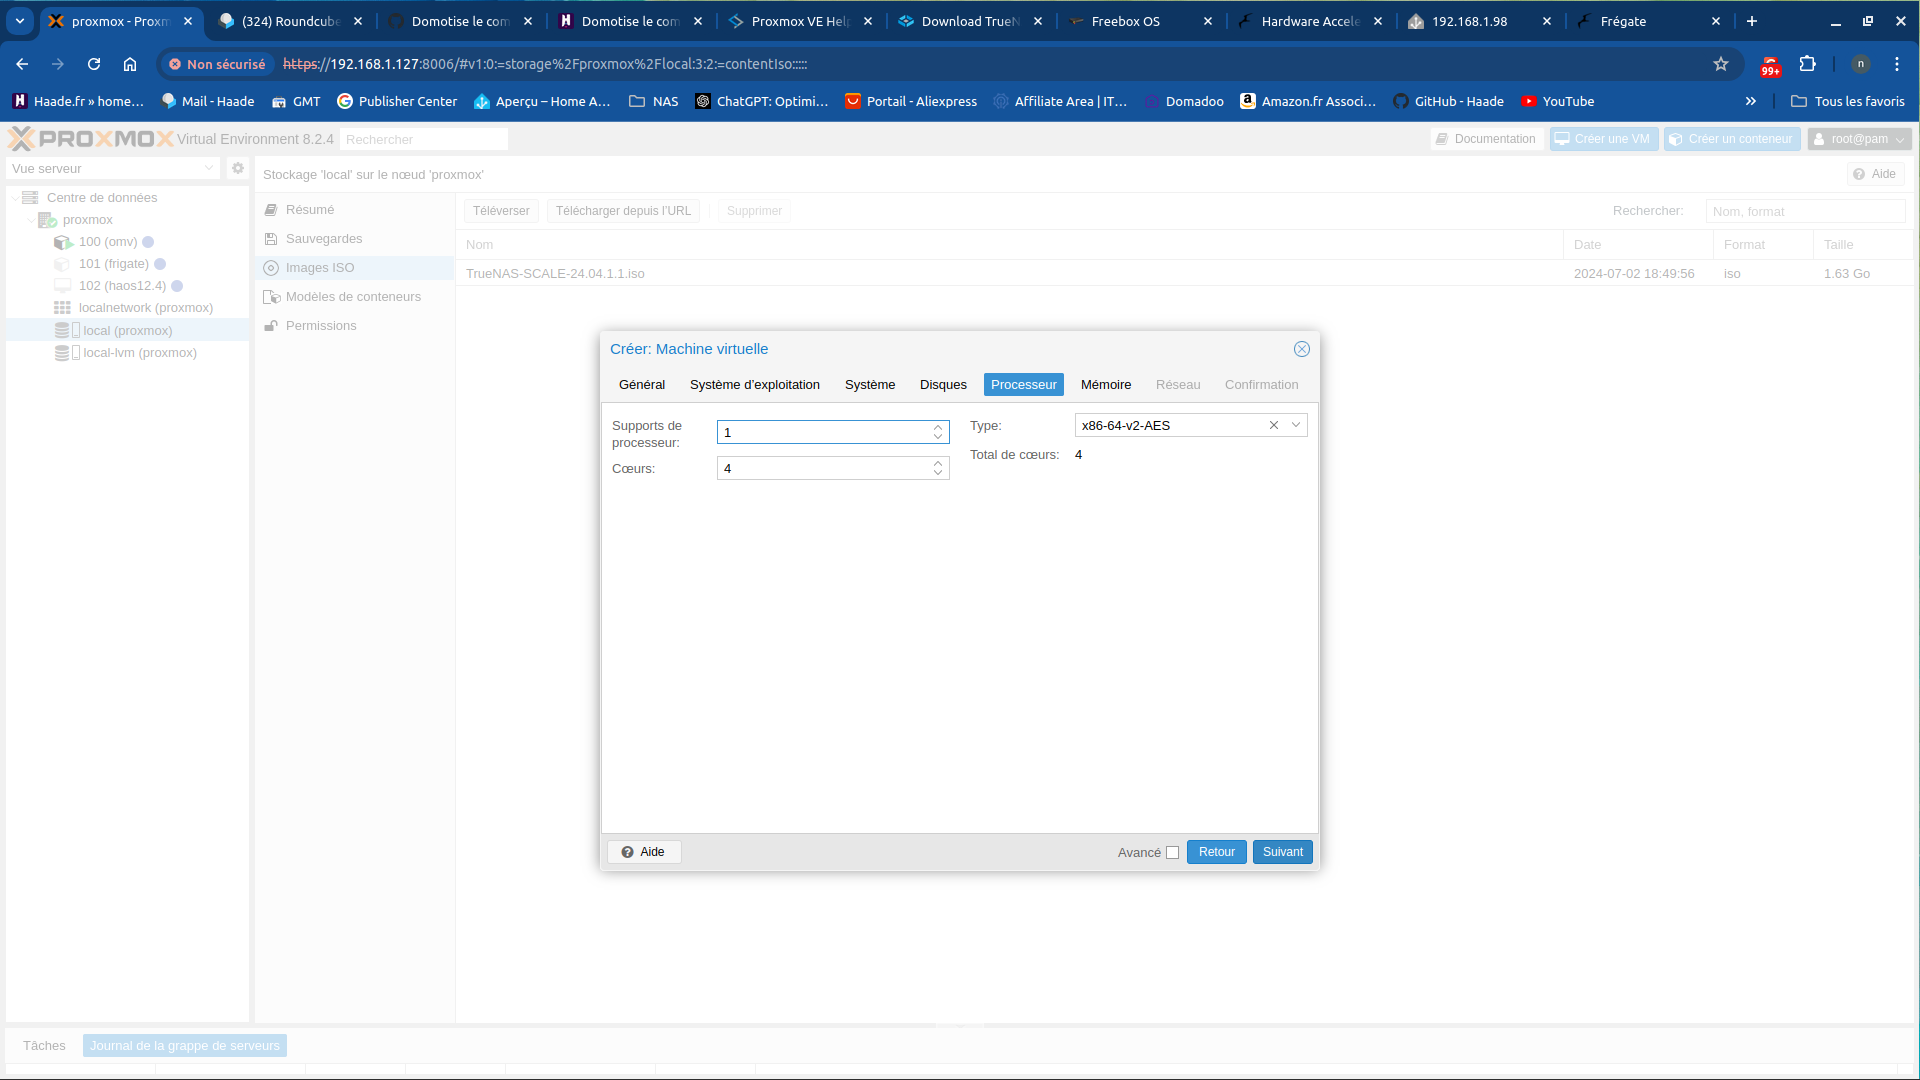 proxmox - Proxm
(324) Roundcube
Domotise le com
Domotise le com
Proxmox VE Help
Download TrueN
Freebox OS
Hardware Accele
192.168.1.98
Frégate
Non sécurisé
https://192.168.1.127:8006/#v1:0:=storage%2Fproxmox%2Flocal:3:2:=contentIso:::::
99+
n
Haade.fr » home…
Mail - Haade
GMT
Publisher Center
Aperçu – Home A…
NAS
ChatGPT: Optimi…
Portail - Aliexpress
Affiliate Area | IT…
Domadoo
Amazon.fr Associ…
GitHub - Haade
YouTube
Tous les favoris
PROXMOX Virtual Environment 8.2.4
Rechercher
Documentation
Créer une VM
Créer un conteneur
root@pam
Vue serveur
Stockage 'local' sur le nœud 'proxmox'
Aide
Centre de données
proxmox
100 (omv)
101 (frigate)
102 (haos12.4)
localnetwork (proxmox)
local (proxmox)
local-lvm (proxmox)
Résumé
Sauvegardes
Images ISO
Modèles de conteneurs
Permissions
Téléverser
Télécharger depuis l'URL
Supprimer
Rechercher:
Nom, format
Nom
Date
Format
Taille
TrueNAS-SCALE-24.04.1.1.iso
2024-07-02 18:49:56
iso
1.63 Go
Créer: Machine virtuelle
Général
Système d'exploitation
Système
Disques
Processeur
Mémoire
Réseau
Confirmation
Supports de
processeur:
1
Type:
x86-64-v2-AES
Cœurs:
4
Total de cœurs:
4
Aide
Avancé
Retour
Suivant
Tâches
Journal de la grappe de serveurs